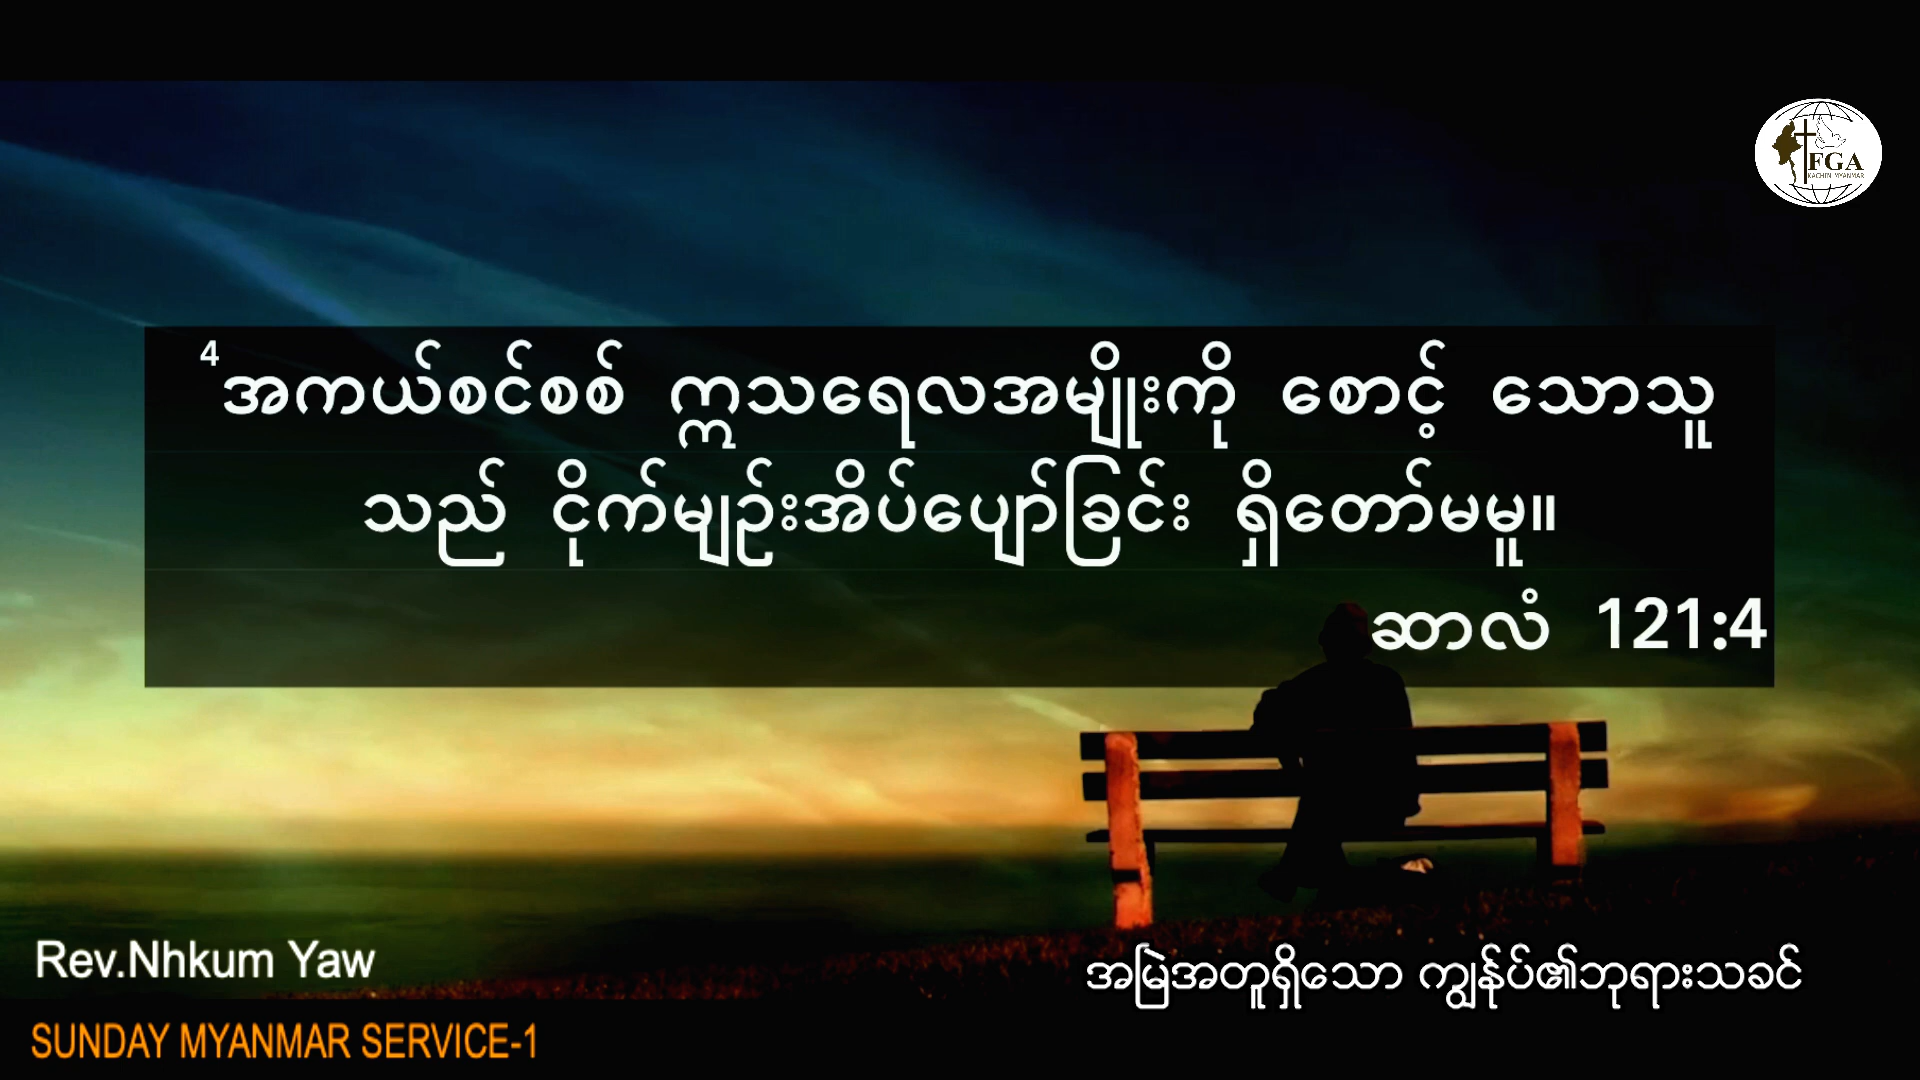 FGA
KACHIN MYANMAR
4 အကယ်စင်စစ် ဣသရေလအမျိုးကို စောင့် သောသူ
သည် ငိုက်မျဉ်းအိပ်ပျော်ခြင်း ရှိတော်မမူ။
ဆာလံ 121:4
Rev.Nhkum Yaw
အမြဲအတူရှိသော ကျွန်ုပ်၏ဘုရားသခင်
SUNDAY MYANMAR SERVICE-1